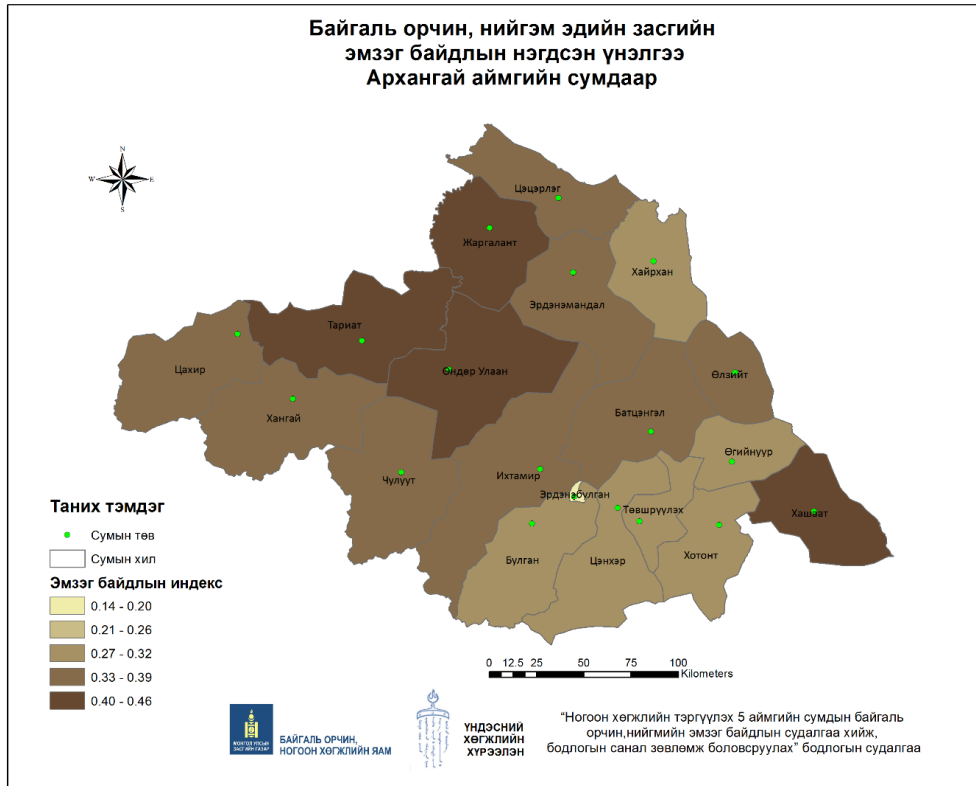 Байгаль орчин, нийгэм эдийн засгийн
эмзэг байдлын нэгдсэн үнэлгээ
Архангай аймгийн сумдаар
N
W
E
S
Цэцэрлэг
Жаргалант
Хайрхан
Эрдэнэмандал
Тариат
Цахир
Өндөр Улаан
Өлзийт
Хангай
Батцэнгэл
Өгийнуур
Чулуут
Ихтамир
Эрдэнэбулган
Төвшрүүлэх
Хашаат
Булган
Цэнхэр
Хотонт
Таних тэмдэг
Сумын төв
Сумын хил
Эмзэг байдлын индекс
0.14 - 0.20
0.21 - 0.26
0.27 - 0.32
0.33 - 0.39
0.40 - 0.46
0 12.5 25 50 75 100
Kilometers
МОНГОЛ УЛСЫН
ЗАСГИЙН ГАЗАР
БАЙГАЛЬ ОРЧИН,
НОГООН ХӨГЖЛИЙН ЯАМ
ҮНДЭСНИЙ
ХӨГЖЛИЙН
ХҮРЭЭЛЭН
“Ногоон хөгжлийн тэргүүлэх 5 аймгийн сумдын байгаль
орчин,нийгмийн эмзэг байдлын судалгаа хийж,
бодлогын санал зөвлөмж боловсруулах” бодлогын судалгаа